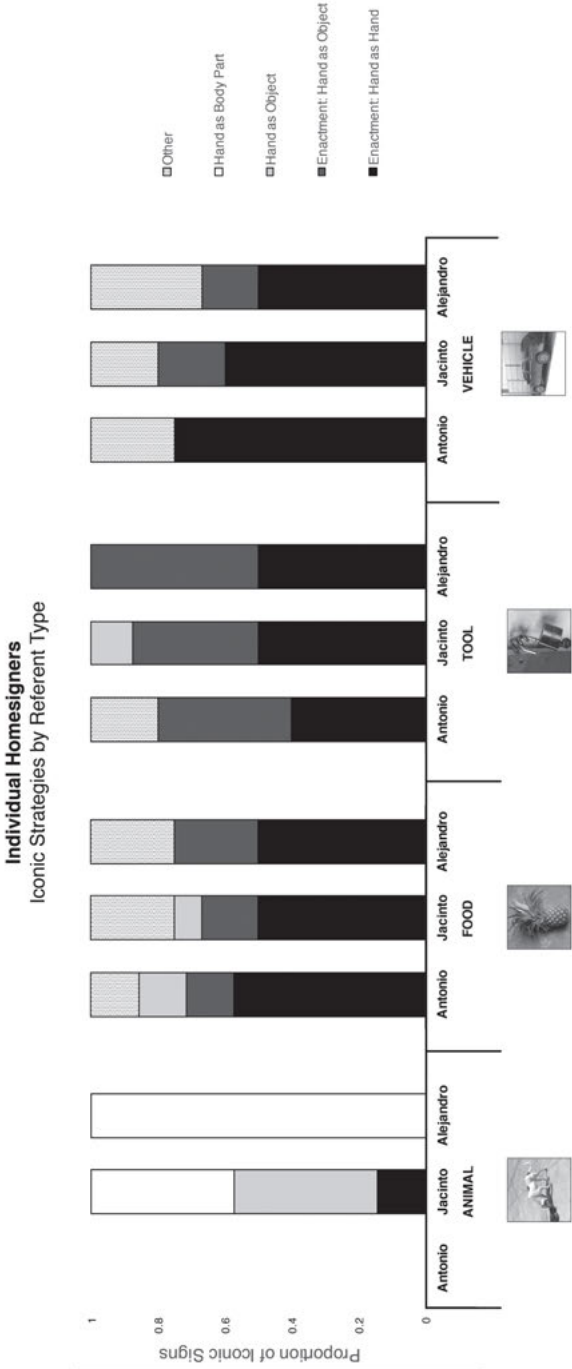 Individual Homesigners
Iconic Strategies by Referent Type
Proportion of Iconic Signs
1
0.8
0.6
0.4
0.2
0
Antonio Jacinto Alejandro Antonio Jacinto Alejandro Antonio Jacinto Alejandro Antonio Jacinto Alejandro
ANIMAL FOOD TOOL VEHICLE
Other
Hand as Body Part
Hand as Object
Enactment: Hand as Object
Enactment: Hand as Hand